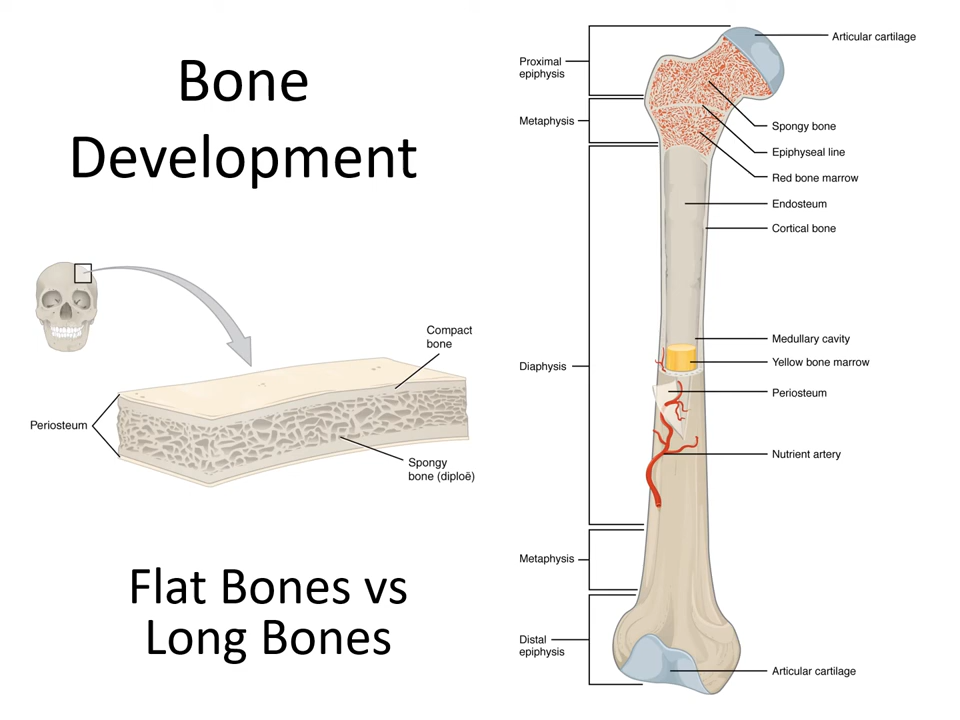 Bone
Development
Compact
bone
Periosteum
Spongy
bone (diploë)
Flat Bones vs
Long Bones
Articular cartilage
Proximal
epiphysis
Metaphysis
Spongy bone
Epiphyseal line
Red bone marrow
Endosteum
Cortical bone
Medullary cavity
Diaphysis
Yellow bone marrow
Periosteum
Nutrient artery
Metaphysis
Distal
epiphysis
Articular cartilage